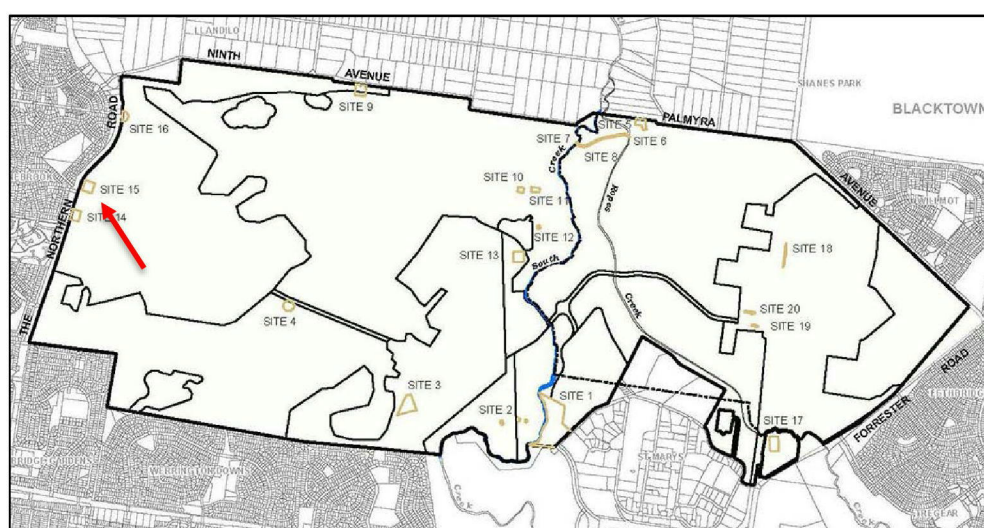 LLANDILO
NINTH
AVENUE
SHANES PARK
BLACKTOWN
ROAD
SITE 9
SITE 16
SITE 5
PALMYRA
SITE 7
SITE 6
SITE 8
Creek
SITE 10
SITE 15
SITE 11
AVENUE
Ropes
SITE 14
SITE 12
NORTHERN
SITE 18
SITE 13
South
SITE 4
Creek
SITE 20
SITE 19
THE
ROAD
SITE 3
SITE 1
SITE 2
SITE 17
FORRESTER
ST MARYS
WERRINGTON DOWNS
Creek
Creek